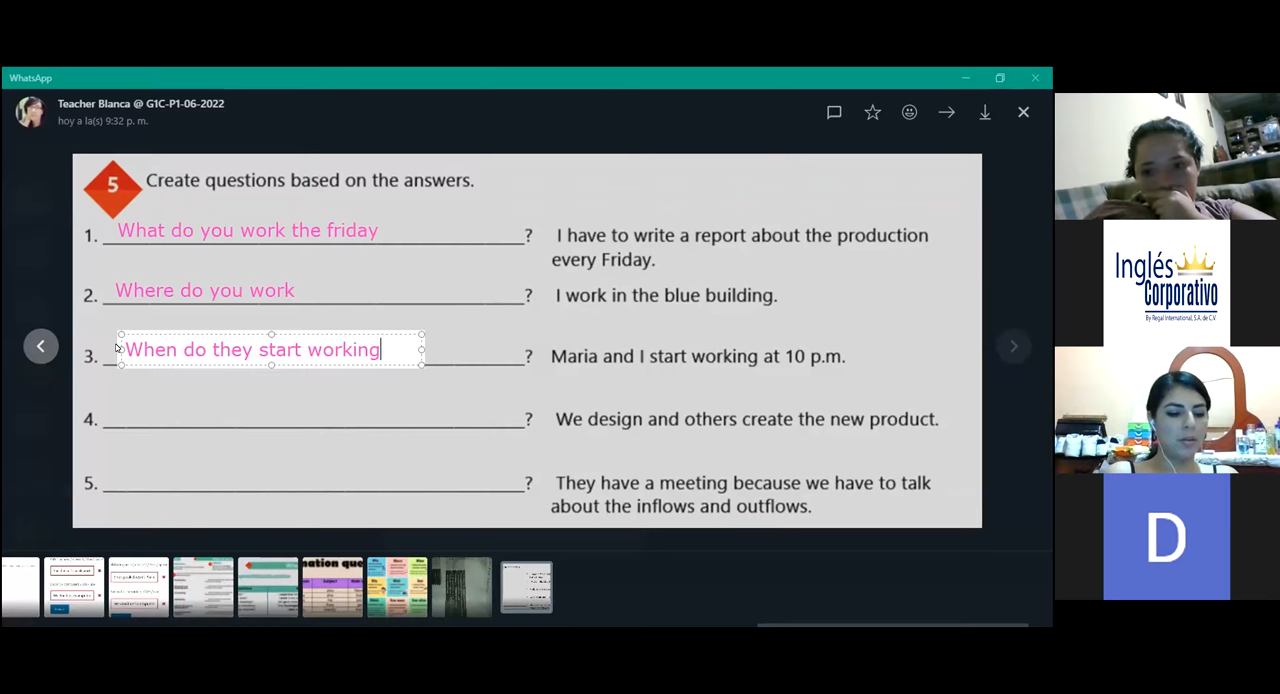 WhatsApp
Teacher Blanca @ G1C-P1-06-2022
hoy a la(s) 9:32 p. m.
5 Create questions based on the answers.
1. What do you work the friday ? I have to write a report about the production
every Friday.
2. Where do you work ? I work in the blue building.
3. When do they start working ? Maria and I start working at 10 p.m.
4. ? We design and others create the new product.
5. ? They have a meeting because we have to talk
about the inflows and outflows.
Inglés
Corporativo
By Regal International, S.A. de C.V.
D